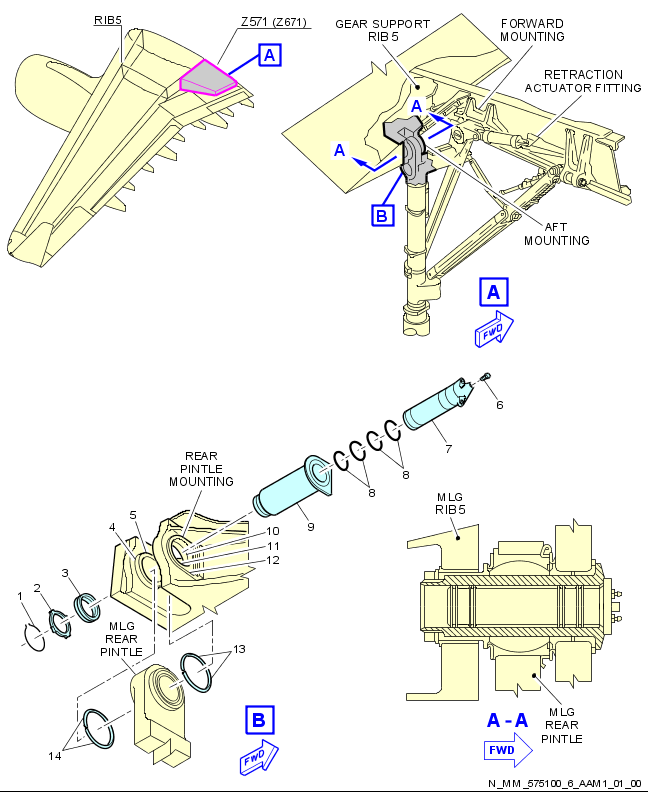 RIB5
Z571 (Z671)
A
GEAR SUPPORT
RIB 5
FORWARD
MOUNTING
RETRACTION
ACTUATOR FITTING
A
A
B
AFT
MOUNTING
A
FWD
6
7
8
8
9
REAR
PINTLE
MOUNTING
10
11
12
5
4
3
2
1
MLG
REAR
PINTLE
13
14
B
FWD
MLG
RIB5
A - A
FWD
MLG
REAR
PINTLE
N_MM_575100_6_AAM1_01_00